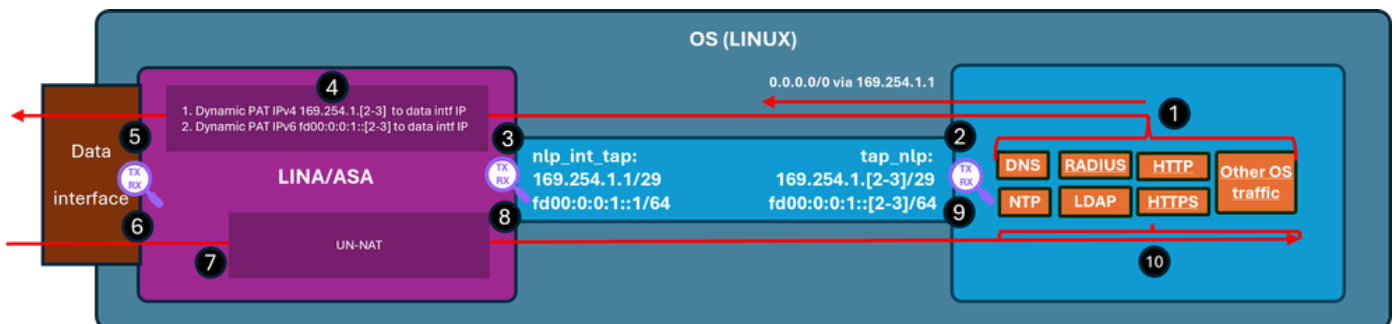 OS (LINUX)
4
0.0.0.0/0 via 169.254.1.1
1. Dynamic PAT IPv4 169.254.1.[2-3] to data intf IP
2. Dynamic PAT IPv6 fd00:0:0:1::[2-3] to data intf IP
1
5
3
2
Data
interface
TX
RX
LINA/ASA
TX
RX
nlp_int_tap:
169.254.1.1/29
fd00:0:0:1::1/64
tap_nlp:
169.254.1.[2-3]/29
fd00:0:0:1::[2-3]/64
TX
RX
DNS
RADIUS
HTTP
Other OS
traffic
NTP
LDAP
HTTPS
6
8
9
7
UN-NAT
10